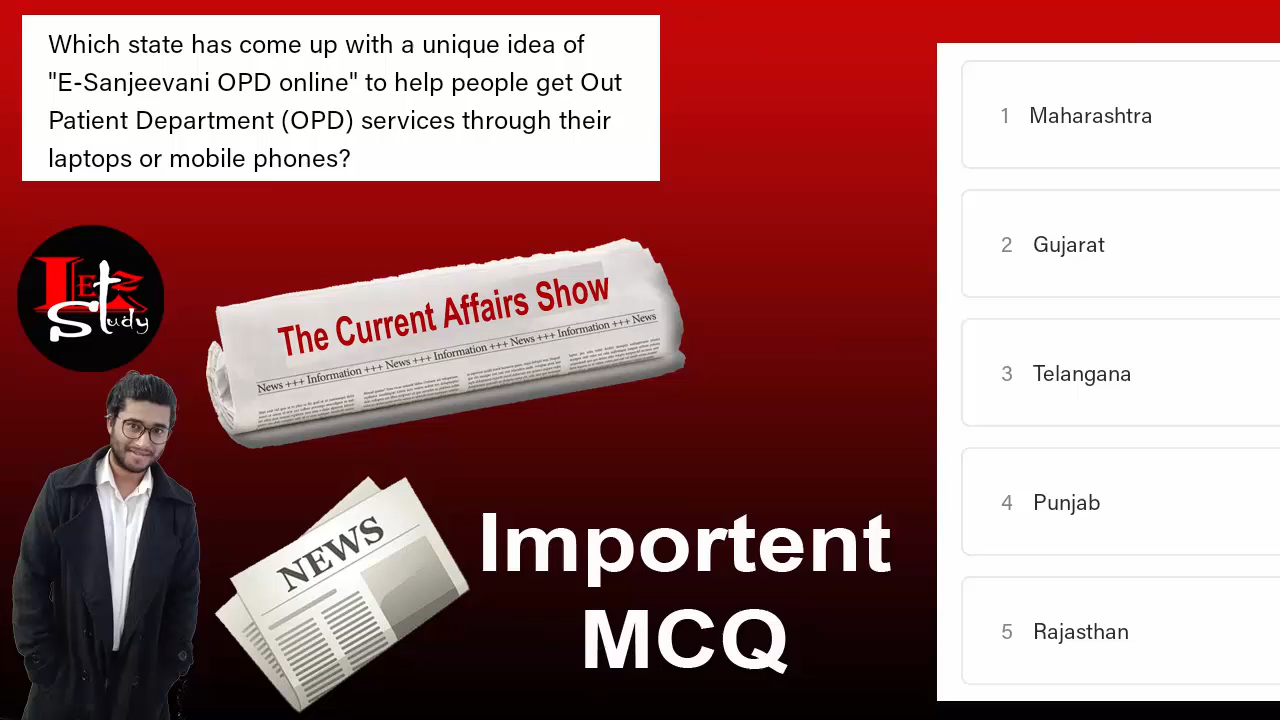 Which state has come up with a unique idea of
"E-Sanjeevani OPD online" to help people get Out
Patient Department (OPD) services through their
laptops or mobile phones?
1 Maharashtra
2 Gujarat
3 Telangana
4 Punjab
5 Rajasthan
Let
Study
The Current Affairs Show
News +++ Information +++ News +++ Information +++ News +++ Information +++ News
NEWS
Importent
MCQ